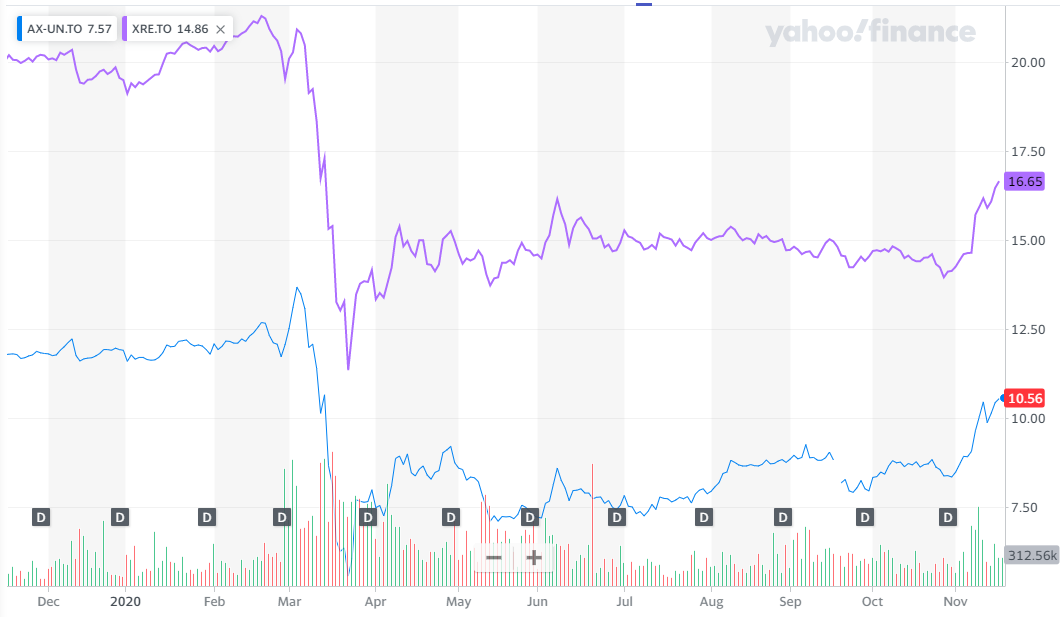 AX-UN.TO 7.57 XRE.TO 14.86 ×
yahoo!finance
20.00
17.50
16.65
15.00
12.50
10.56
10.00
7.50
D D D D D D D D D D D D
312.56k
Dec 2020 Feb Mar Apr May Jun Jul Aug Sep Oct Nov